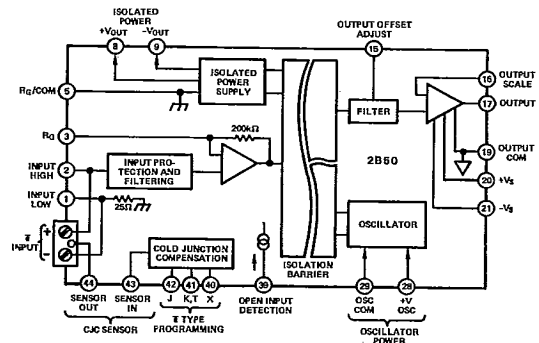 ISOLATED
POWER
+VOUT -VOUT
8
9
OUTPUT OFFSET
ADJUST
15
ISOLATED
POWER
SUPPLY
RG/COM
5
16
OUTPUT
SCALE
FILTER
17
OUTPUT
RG
3
200kΩ
2B50
INPUT
HIGH
2
INPUT PRO-
TECTION AND
FILTERING
19
OUTPUT
COM
20
+VS
INPUT
LOW
1
25Ω
21
-VS
OSCILLATOR
+
INPUT
-
COLD JUNCTION
COMPENSATION
ISOLATION
BARRIER
44
43
42
41
40
39
29
28
J
K,T
X
SENSOR
OUT
SENSOR
IN
OPEN INPUT
DETECTION
OSC
COM
+V
OSC
CJC SENSOR
TYPE
PROGRAMMING
OSCILLATOR
POWER